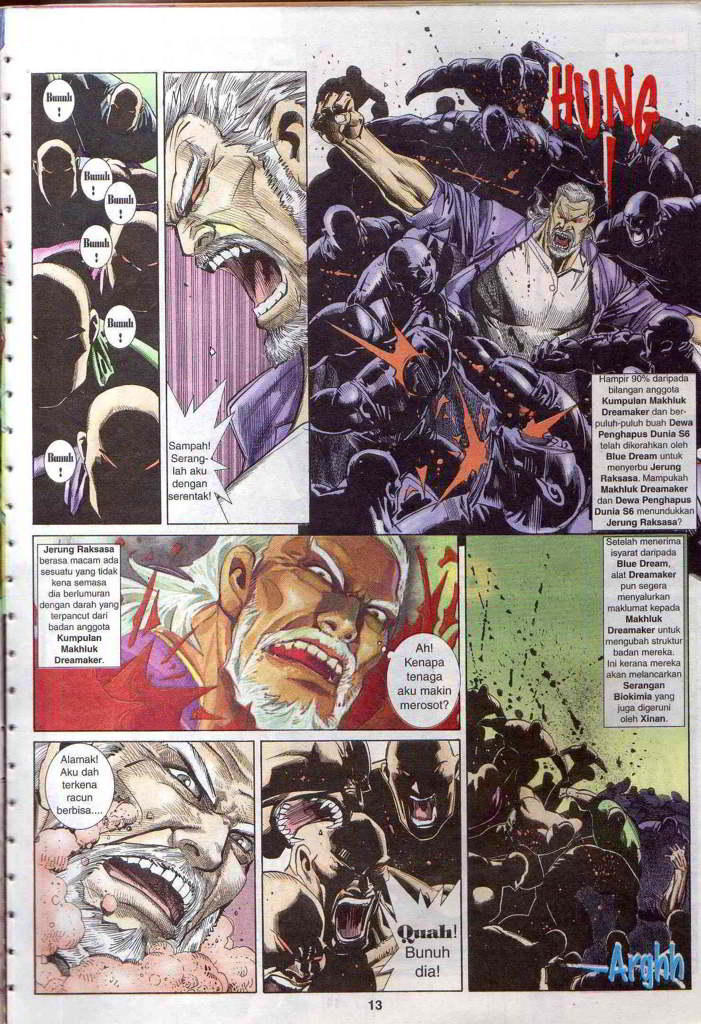 Bunuh
!
Bunuh
!
Bunuh
!
Bunuh
!
Bunuh
!
Bunuh
!
Sampah!
Serang-
lah aku
dengan
serentak!
HUNG
!
Hampir 90% daripada
bilangan anggota
Kumpulan Makhluk
Dreamaker dan ber-
puluh-puluh buah Dewa
Penghapus Dunia S6
telah dikerahkan oleh
Blue Dream untuk
menyerbu Jerung
Raksasa. Mampukah
Makhluk Dreamaker
dan Dewa Penghapus
Dunia S6 menundukkan
Jerung Raksasa?
Jerung Raksasa
berasa macam ada
sesuatu yang tidak
kena semasa
dia berlumuran
dengan darah yang
terpancut dari
badan anggota
Kumpulan
Makhluk
Dreamaker.
Ah!
Kenapa
tenaga
aku makin
merosot?
Setelah menerima
isyarat daripada
Blue Dream,
alat Dreamaker
pun segera
menyalurkan
maklumat kepada
Makhluk
Dreamaker untuk
mengubah struktur
badan mereka.
Ini kerana mereka
akan melancarkan
Serangan
Biokimia yang
juga digeruni
oleh Xinan.
Alamak!
Aku dah
terkena
racun
berbisa....
Quah!
Bunuh
dia!
Arghh
13